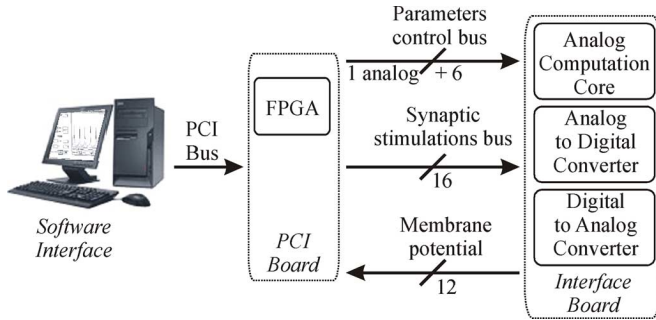 Parameters
control bus
1 analog + 6
Analog
Computation
Core
FPGA
PCI
Bus
Synaptic
stimulations bus
16
Analog
to Digital
Converter
Software
Interface
PCI
Board
Membrane
potential
12
Digital
to Analog
Converter
Interface
Board